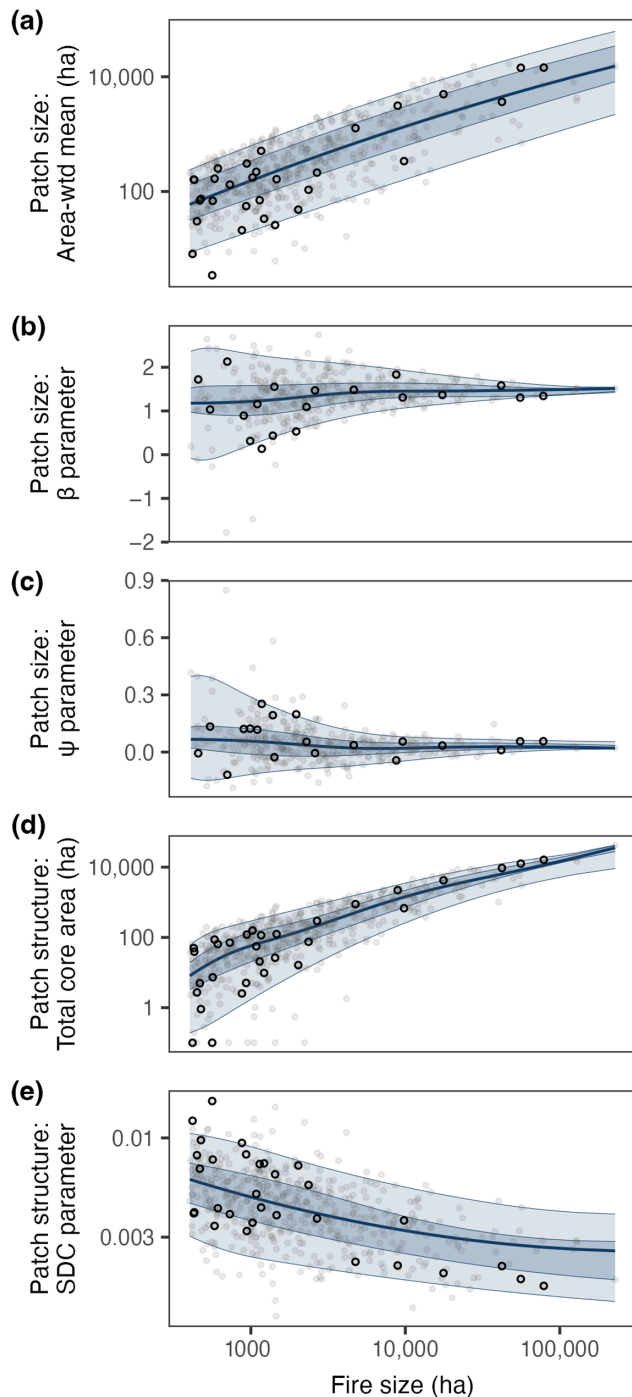 (a)
Patch size:
Area-wtd mean (ha)
10,000
100
(b)
Patch size:
β parameter
2
1
0
−1
−2
(c)
Patch size:
Ψ parameter
0.9
0.6
0.3
0.0
(d)
Patch structure:
Total core area (ha)
10,000
100
1
(e)
Patch structure:
SDC parameter
0.01
0.003
1000
10,000
100,000
Fire size (ha)